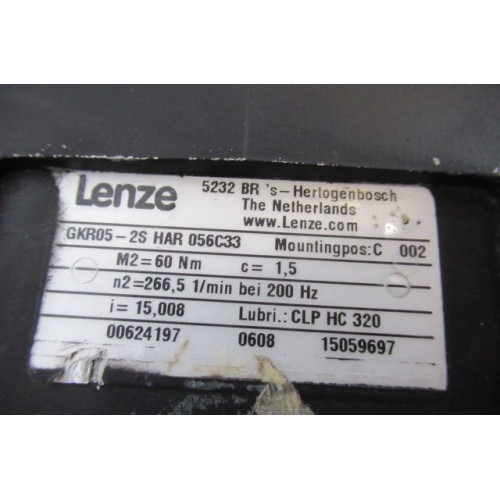 Lenze
5232 BR 's-Hertogenbosch
The Netherlands
www.Lenze.com
GKR05-2S HAR 056C33 Mountingpos:C 002
M2=60 Nm c= 1,5
n2=266,5 1/min bei 200 Hz
i= 15,008 Lubri.: CLP HC 320
00624197 0608 15059697